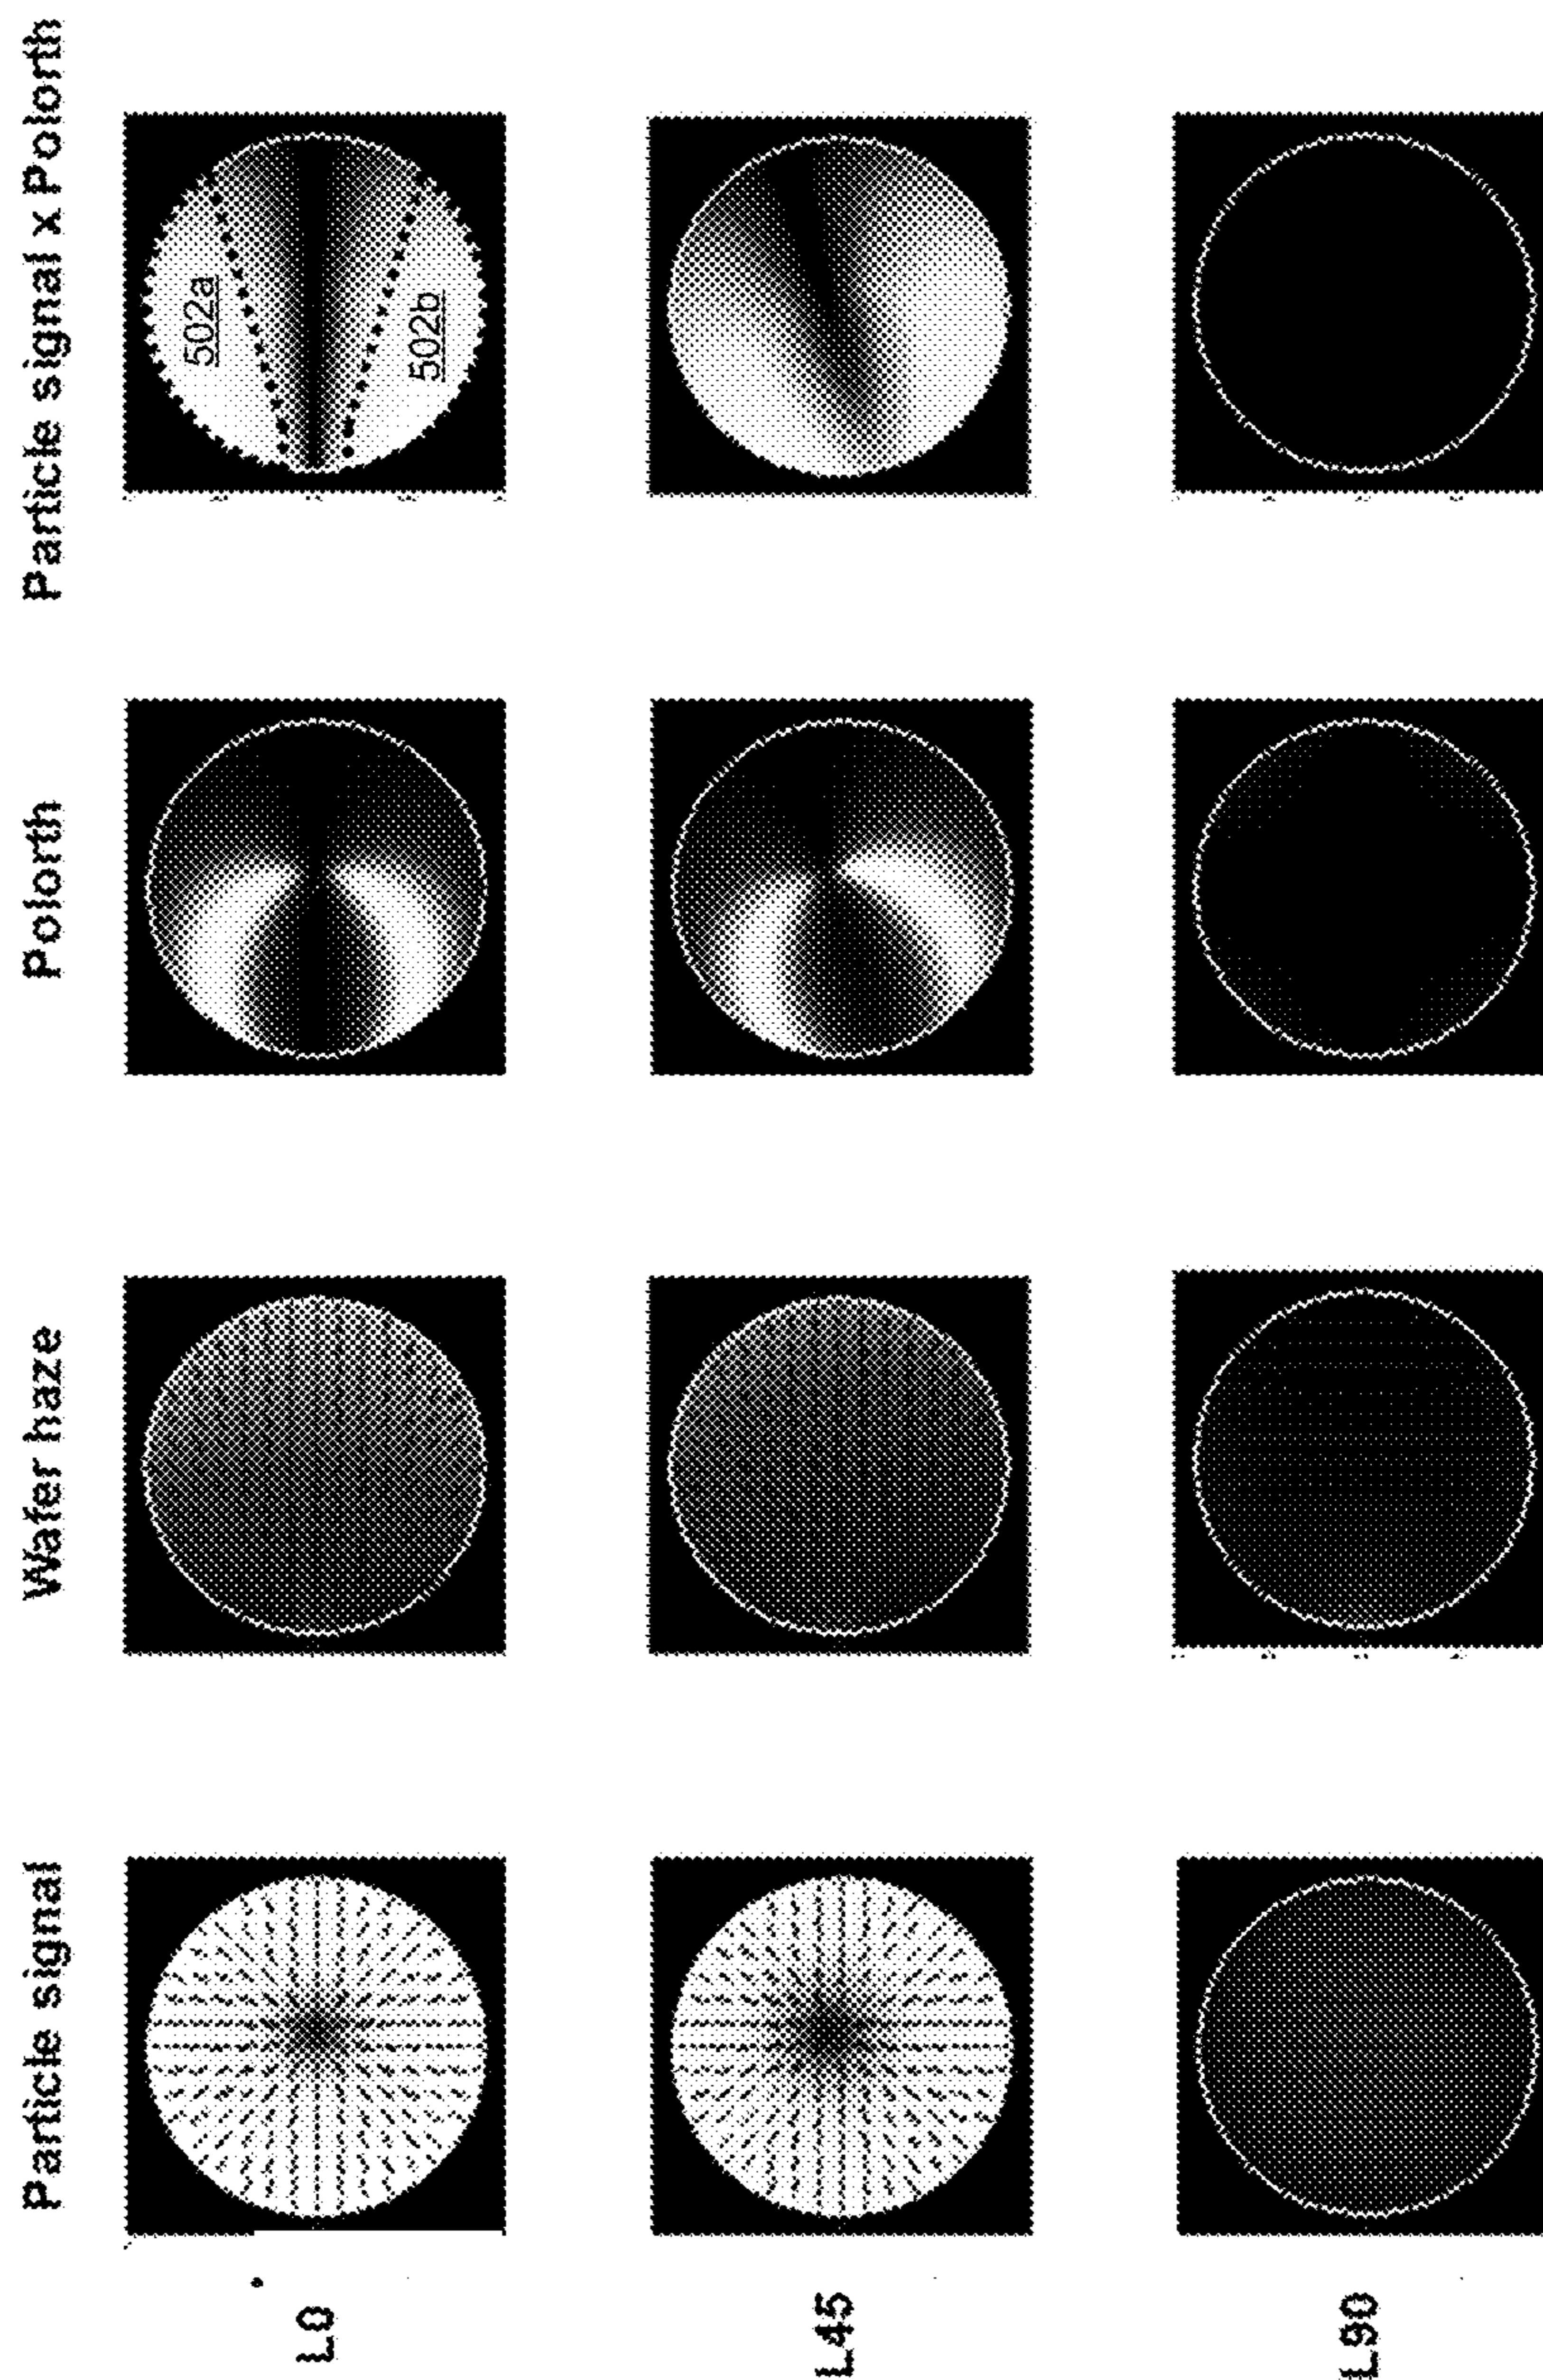 Particle signal
Wafer haze
Polorth
Particle signal x Polorth
L0
502a
502b
L45
L90